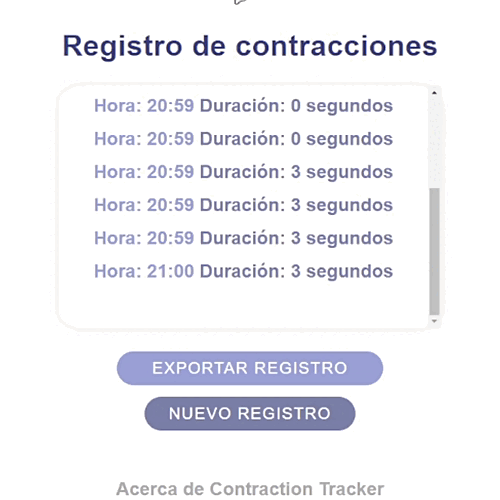 Registro de contracciones
Hora: 20:59 Duración: 0 segundos
Hora: 20:59 Duración: 0 segundos
Hora: 20:59 Duración: 3 segundos
Hora: 20:59 Duración: 3 segundos
Hora: 20:59 Duración: 3 segundos
Hora: 21:00 Duración: 3 segundos
EXPORTAR REGISTRO
NUEVO REGISTRO
Acerca de Contraction Tracker